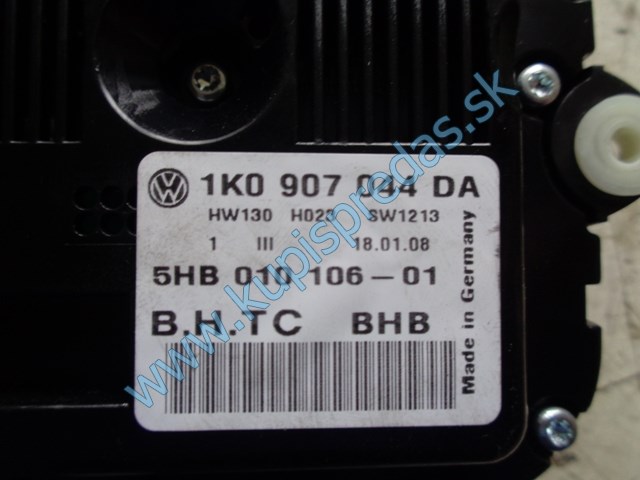 1K0 907 044 DA
HW130 H023 SW1213
1 III 18.01.08
5HB 010 106-01
B.H.TC BHB
Made in Germany
www.kupispredas.sk